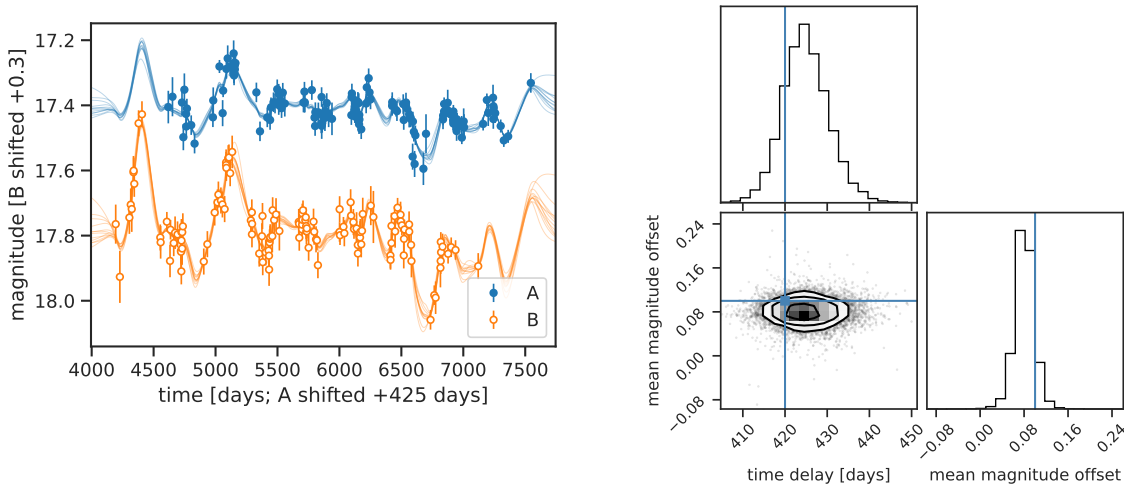 magnitude [B shifted +0.3]
17.2
17.4
17.6
17.8
18.0
4000 4500 5000 5500 6000 6500 7000 7500
time [days; A shifted +425 days]
A
B
mean magnitude offset
0.24
0.16
0.08
0.00
−0.08
410 420 430 440 450
time delay [days]
−0.08 0.00 0.08 0.16 0.24
mean magnitude offset